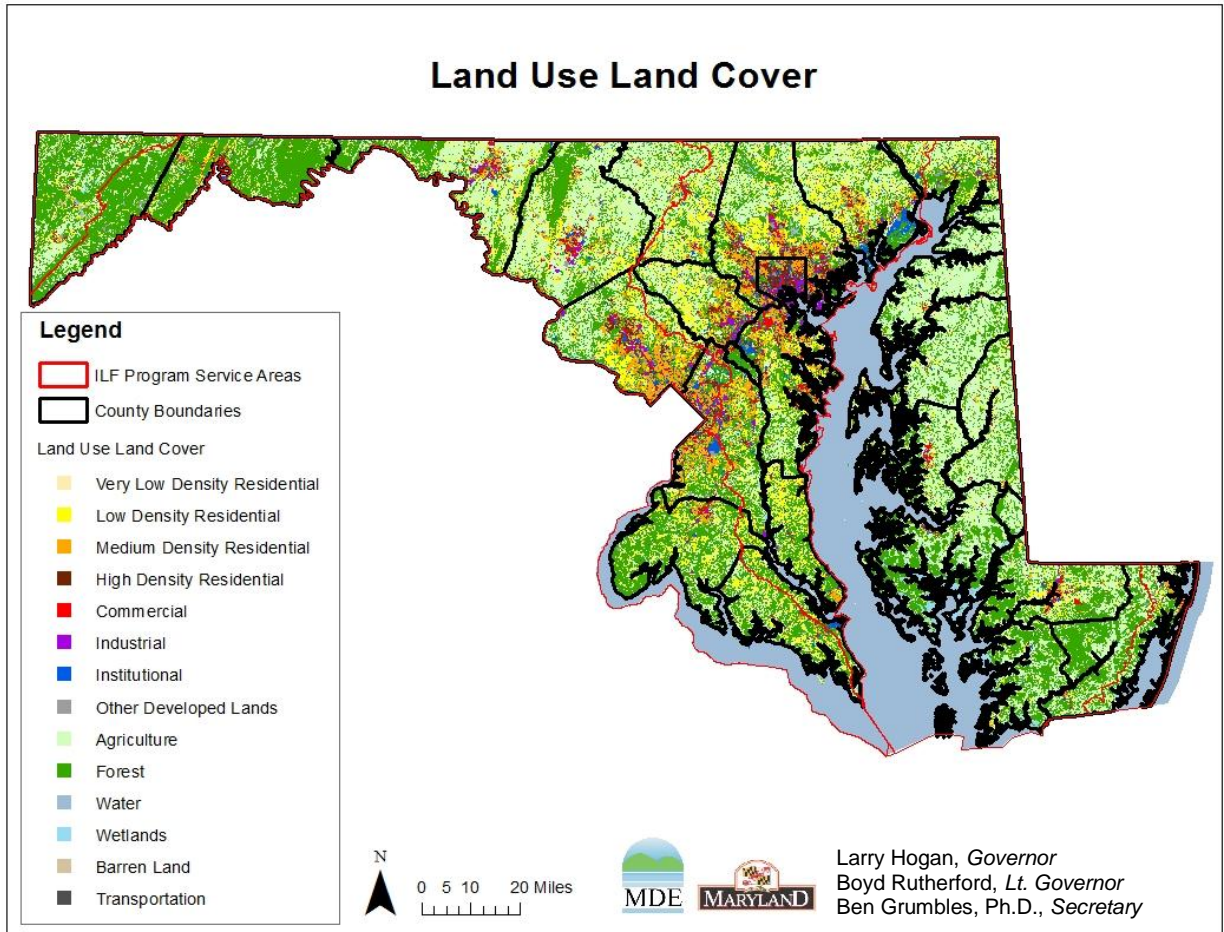 Land Use Land Cover
Legend
ILF Program Service Areas
County Boundaries
Land Use Land Cover
Very Low Density Residential
Low Density Residential
Medium Density Residential
High Density Residential
Commercial
Industrial
Institutional
Other Developed Lands
Agriculture
Forest
Water
Wetlands
Barren Land
Transportation
N
0 5 10 20 Miles
MDE
MARYLAND
Larry Hogan, Governor
Boyd Rutherford, Lt. Governor
Ben Grumbles, Ph.D., Secretary